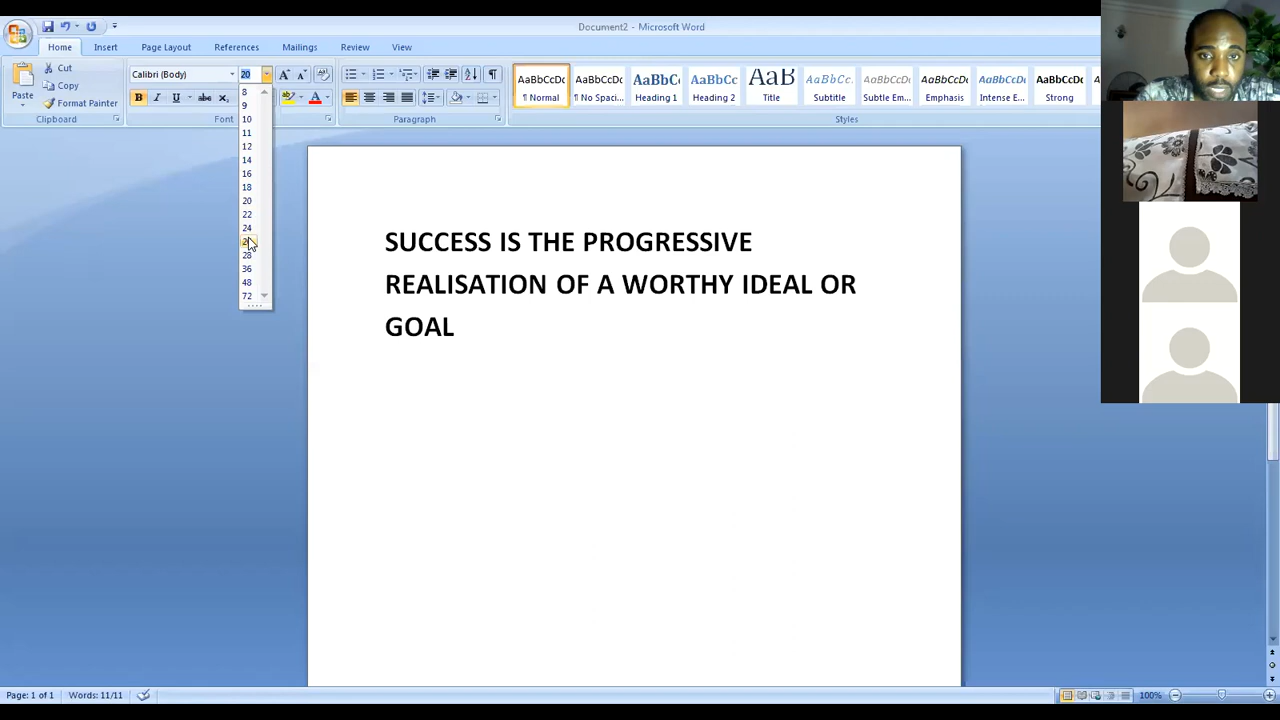 Document2 - Microsoft Word
Home Insert Page Layout References Mailings Review View
Cut
Copy
Format Painter
Paste
Clipboard
Calibri (Body) 20
B I U abc x
Font
Paragraph
AaBbCcDc AaBbCcDc AaBbC AaBbCc AaB AaBbCc. AaBbCcDc AaBbCcDc AaBbCcDc AaBbCcDc
¶ Normal ¶ No Spaci... Heading 1 Heading 2 Title Subtitle Subtle Em... Emphasis Intense E... Strong
Styles
8
9
10
11
12
14
16
18
20
22
24
28
36
48
72
SUCCESS IS THE PROGRESSIVE
REALISATION OF A WORTHY IDEAL OR
GOAL
Page: 1 of 1 Words: 11/11 100%